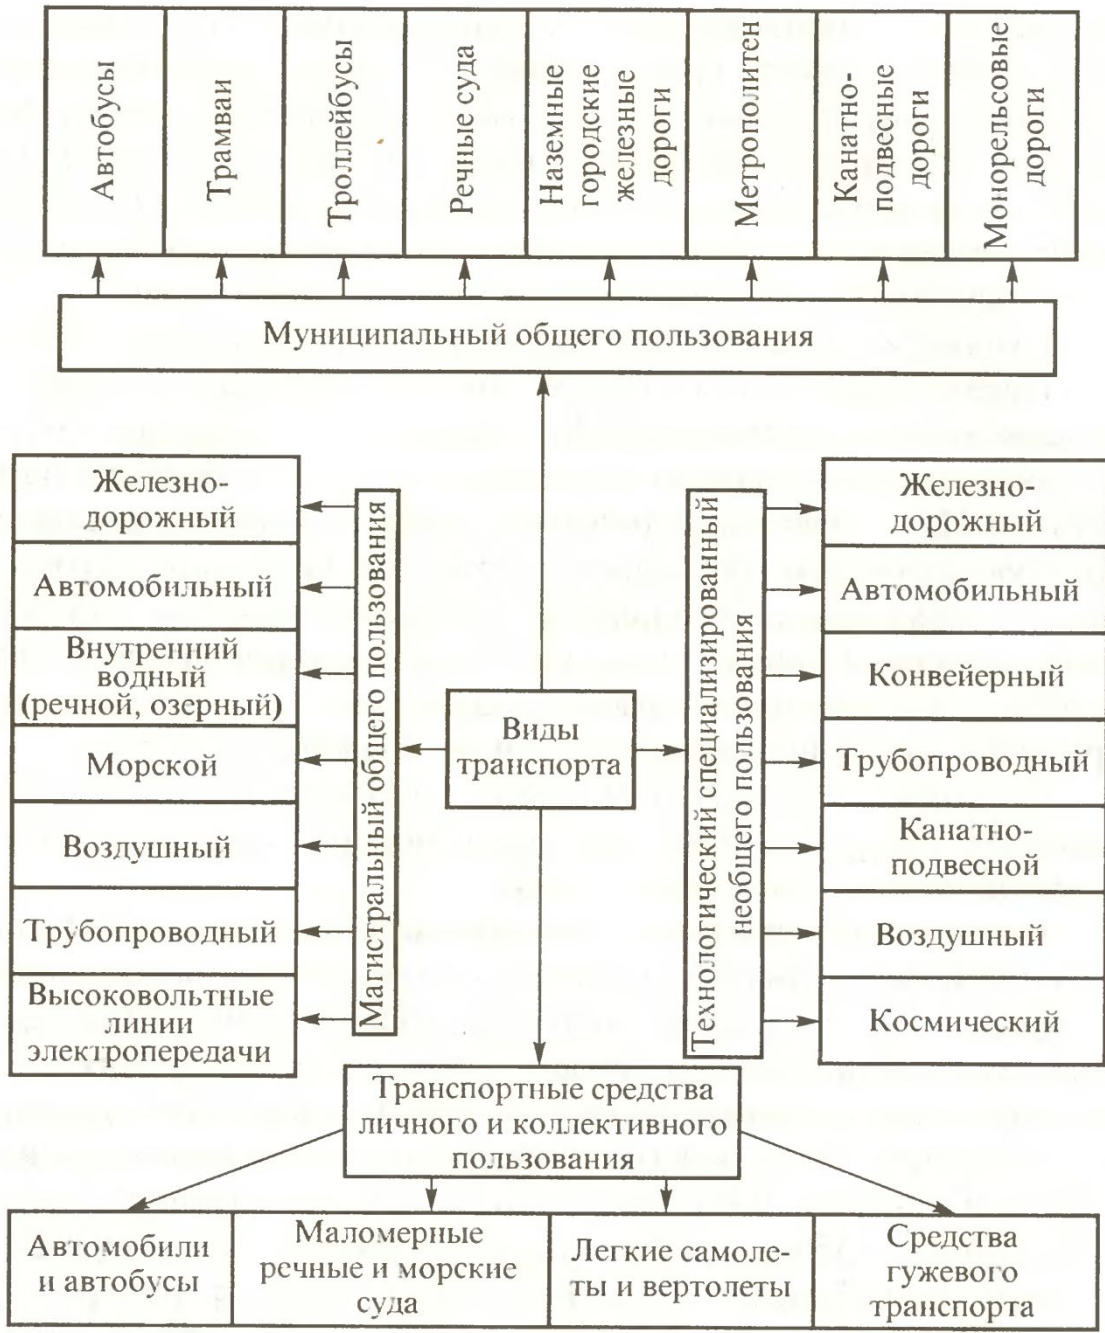 Автобусы
Трамваи
Троллейбусы
Речные суда
Наземные
городские
железные
дороги
Метрополитен
Канатно-
подвесные
дороги
Монорельсовые
дороги
Муниципальный общего пользования
Железно-
дорожный
Автомобильный
Внутренний
водный
(речной, озерный)
Морской
Воздушный
Трубопроводный
Высоковольтные
линии
электропередачи
Магистральный общего пользования
Виды
транспорта
Технологический специализированный
необщего пользования
Железно-
дорожный
Автомобильный
Конвейерный
Трубопроводный
Канатно-
подвесной
Воздушный
Космический
Транспортные средства
личного и коллективного
пользования
Автомобили
и автобусы
Маломерные
речные и морские
суда
Легкие самоле-
ты и вертолеты
Средства
гужевого
транспорта